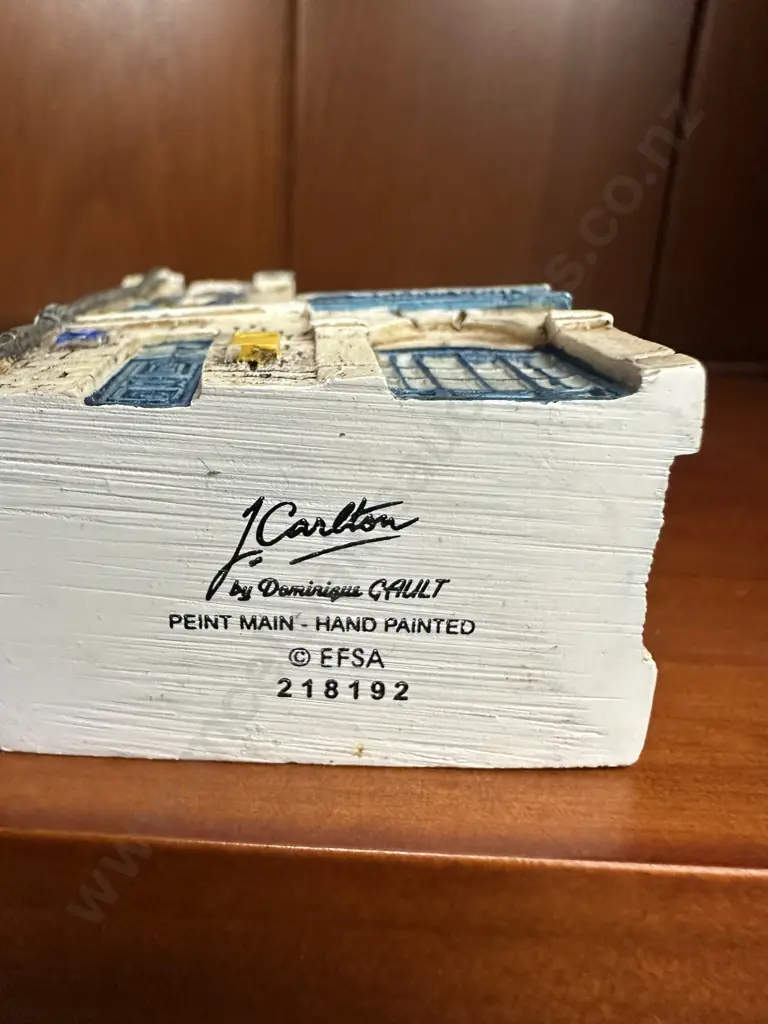 J. Carlton
by Dominique GAULT
PEINT MAIN - HAND PAINTED
© EFSA
218192